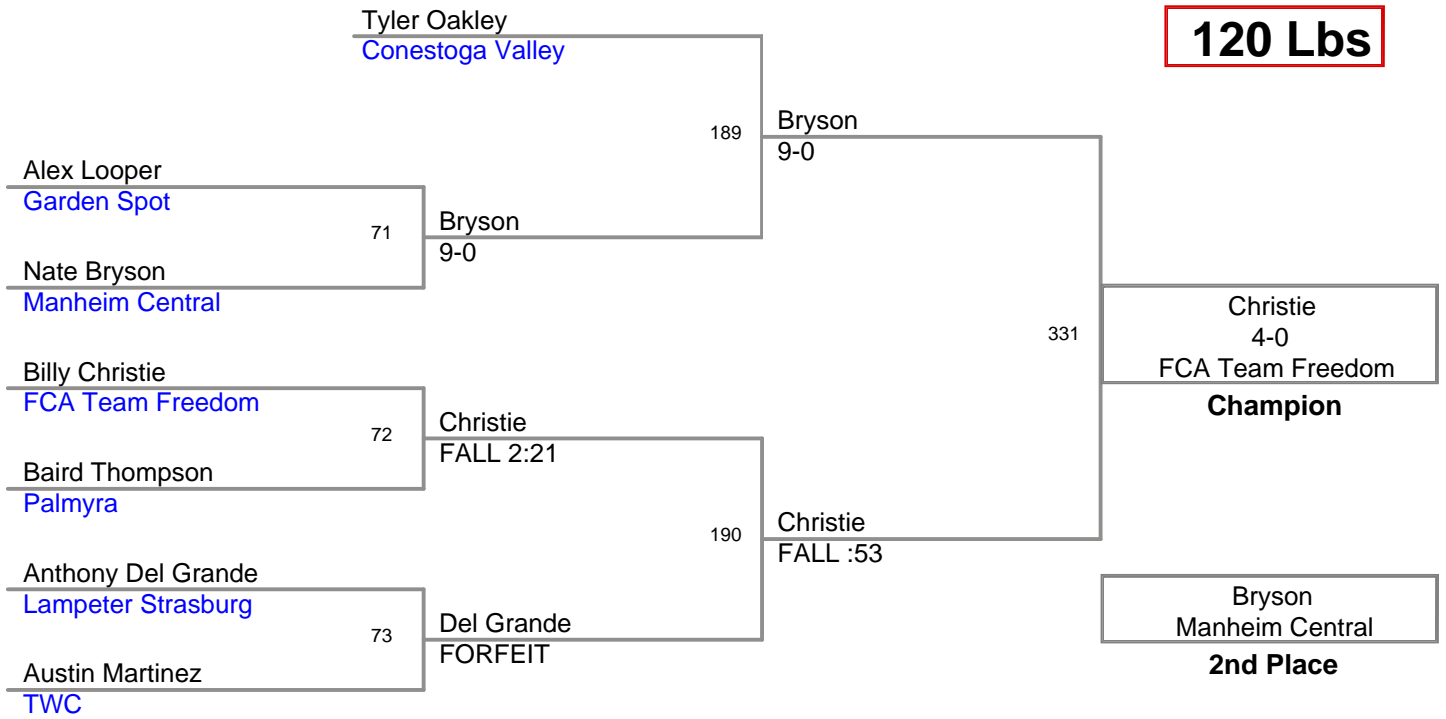 Tyler Oakley
Conestoga Valley
120 Lbs
189
Bryson
9-0
Alex Looper
Garden Spot
71
Bryson
9-0
Nate Bryson
Manheim Central
331
Christie
4-0
FCA Team Freedom
Champion
Billy Christie
FCA Team Freedom
72
Christie
FALL 2:21
Baird Thompson
Palmyra
190
Christie
FALL :53
Anthony Del Grande
Lampeter Strasburg
73
Del Grande
FORFEIT
Austin Martinez
TWC
Bryson
Manheim Central
2nd Place